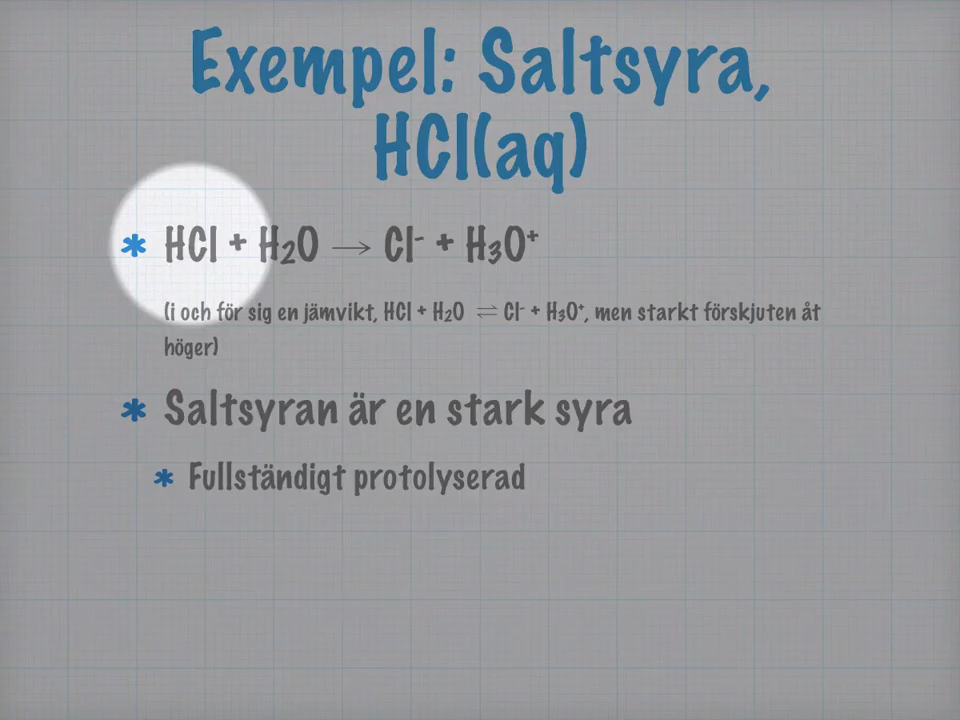 Exempel: Saltsyra,
HCl(aq)
* HCl + H₂O → Cl⁻ + H₃O⁺
(i och för sig en jämvikt, HCl + H₂O ⇌ Cl⁻ + H₃O⁺, men starkt förskjuten åt
höger)
* Saltsyran är en stark syra
* Fullständigt protolyserad